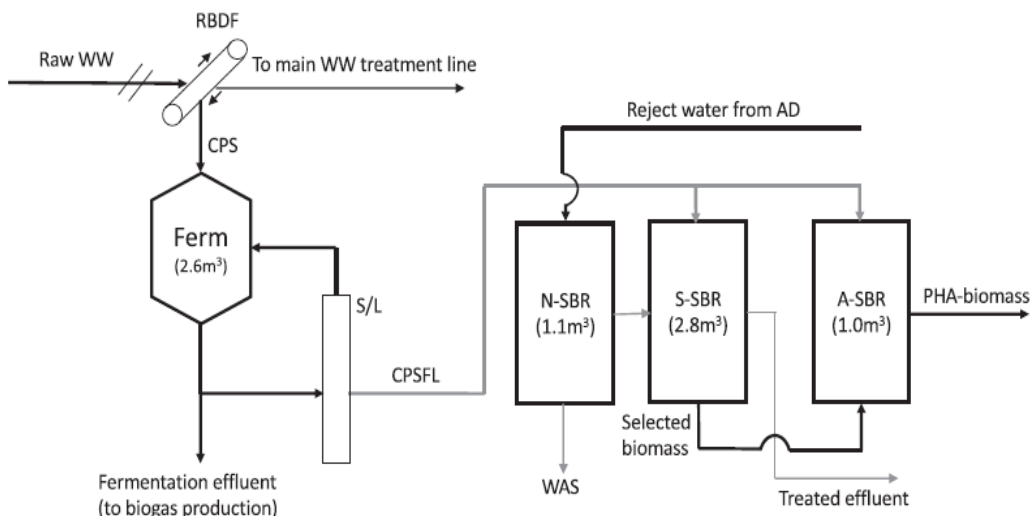 RBDF
Raw WW
To main WW treatment line
CPS
Reject water from AD
Ferm
(2.6m³)
S/L
N-SBR
(1.1m³)
S-SBR
(2.8m³)
A-SBR
(1.0m³)
PHA-biomass
CPSFL
Selected
biomass
Fermentation effluent
(to biogas production)
WAS
Treated effluent